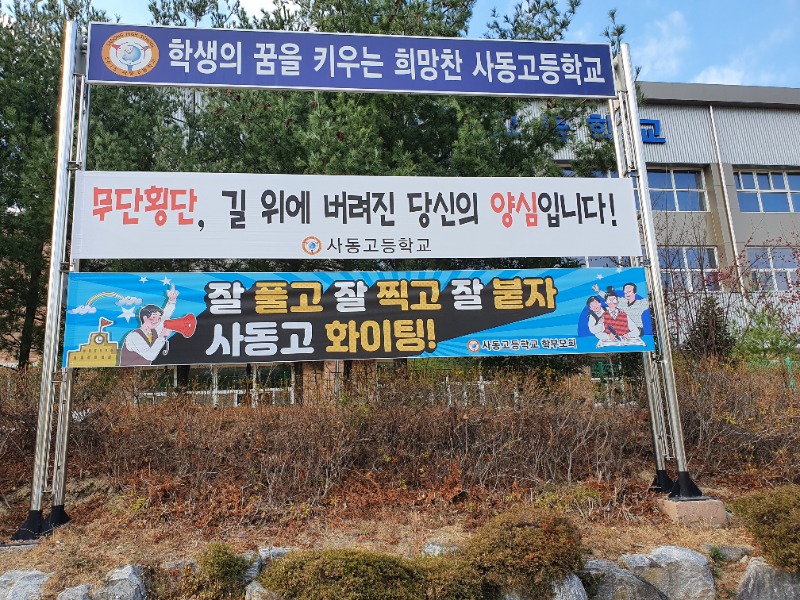 학생의 꿈을 키우는 희망찬 사동고등학교
무단횡단, 길 위에 버려진 당신의 양심입니다!
사동고등학교
잘 풀고 잘 찍고 잘 붙자
사동고 화이팅!
사동고등학교 학부모회